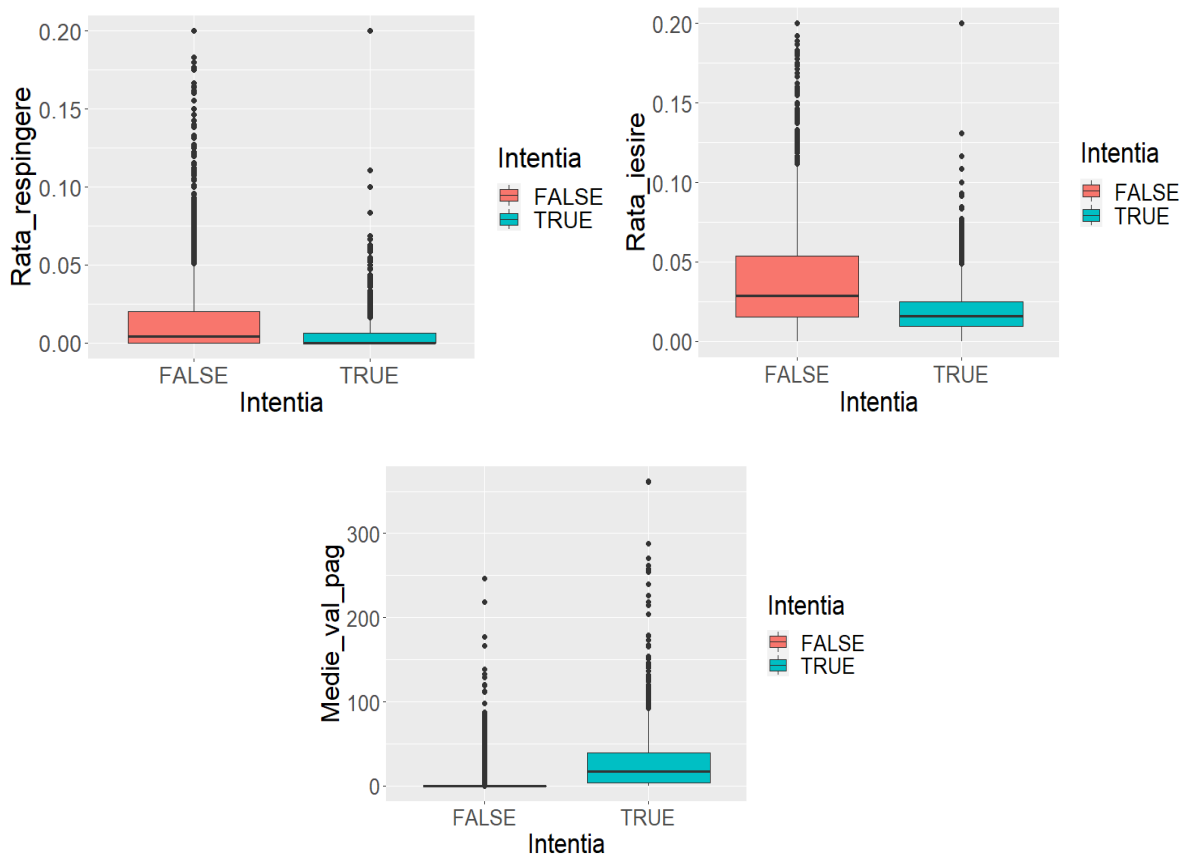 Rata_respingere
0.20
0.15
0.10
0.05
0.00
FALSE TRUE
Intentia
Intentia
FALSE
TRUE
Rata_iesire
0.20
0.15
0.10
0.05
0.00
FALSE TRUE
Intentia
Intentia
FALSE
TRUE
Medie_val_pag
300
200
100
0
FALSE TRUE
Intentia
Intentia
FALSE
TRUE